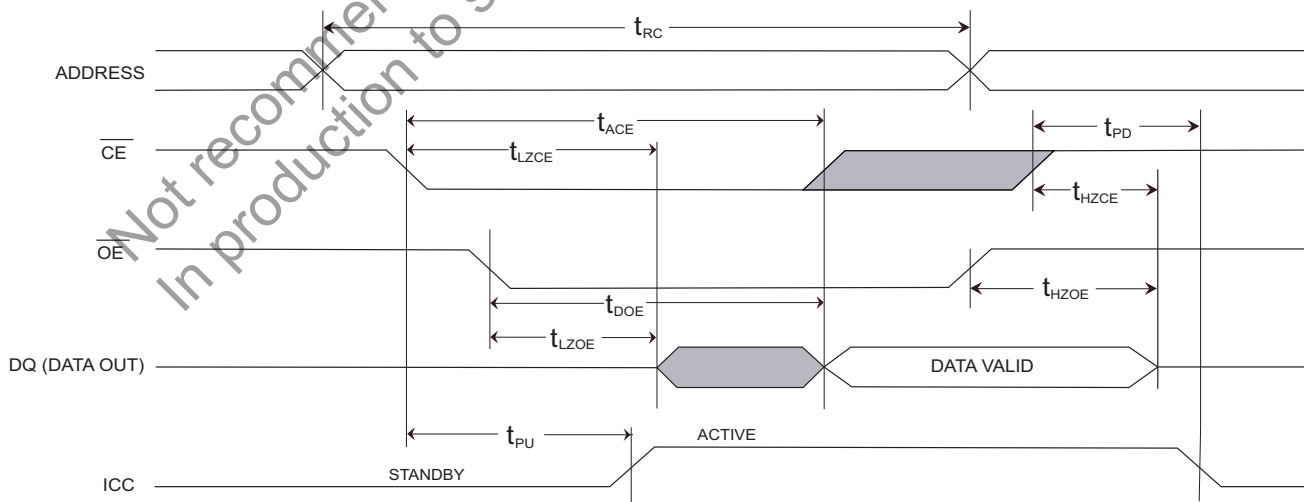 Not recomme
In production to s
tRC
ADDRESS
tACE
tPD
CE
tLZCE
tHZCE
OE
tHZOE
tDOE
tLZOE
DQ (DATA OUT)
DATA VALID
tPU
ACTIVE
STANDBY
ICC